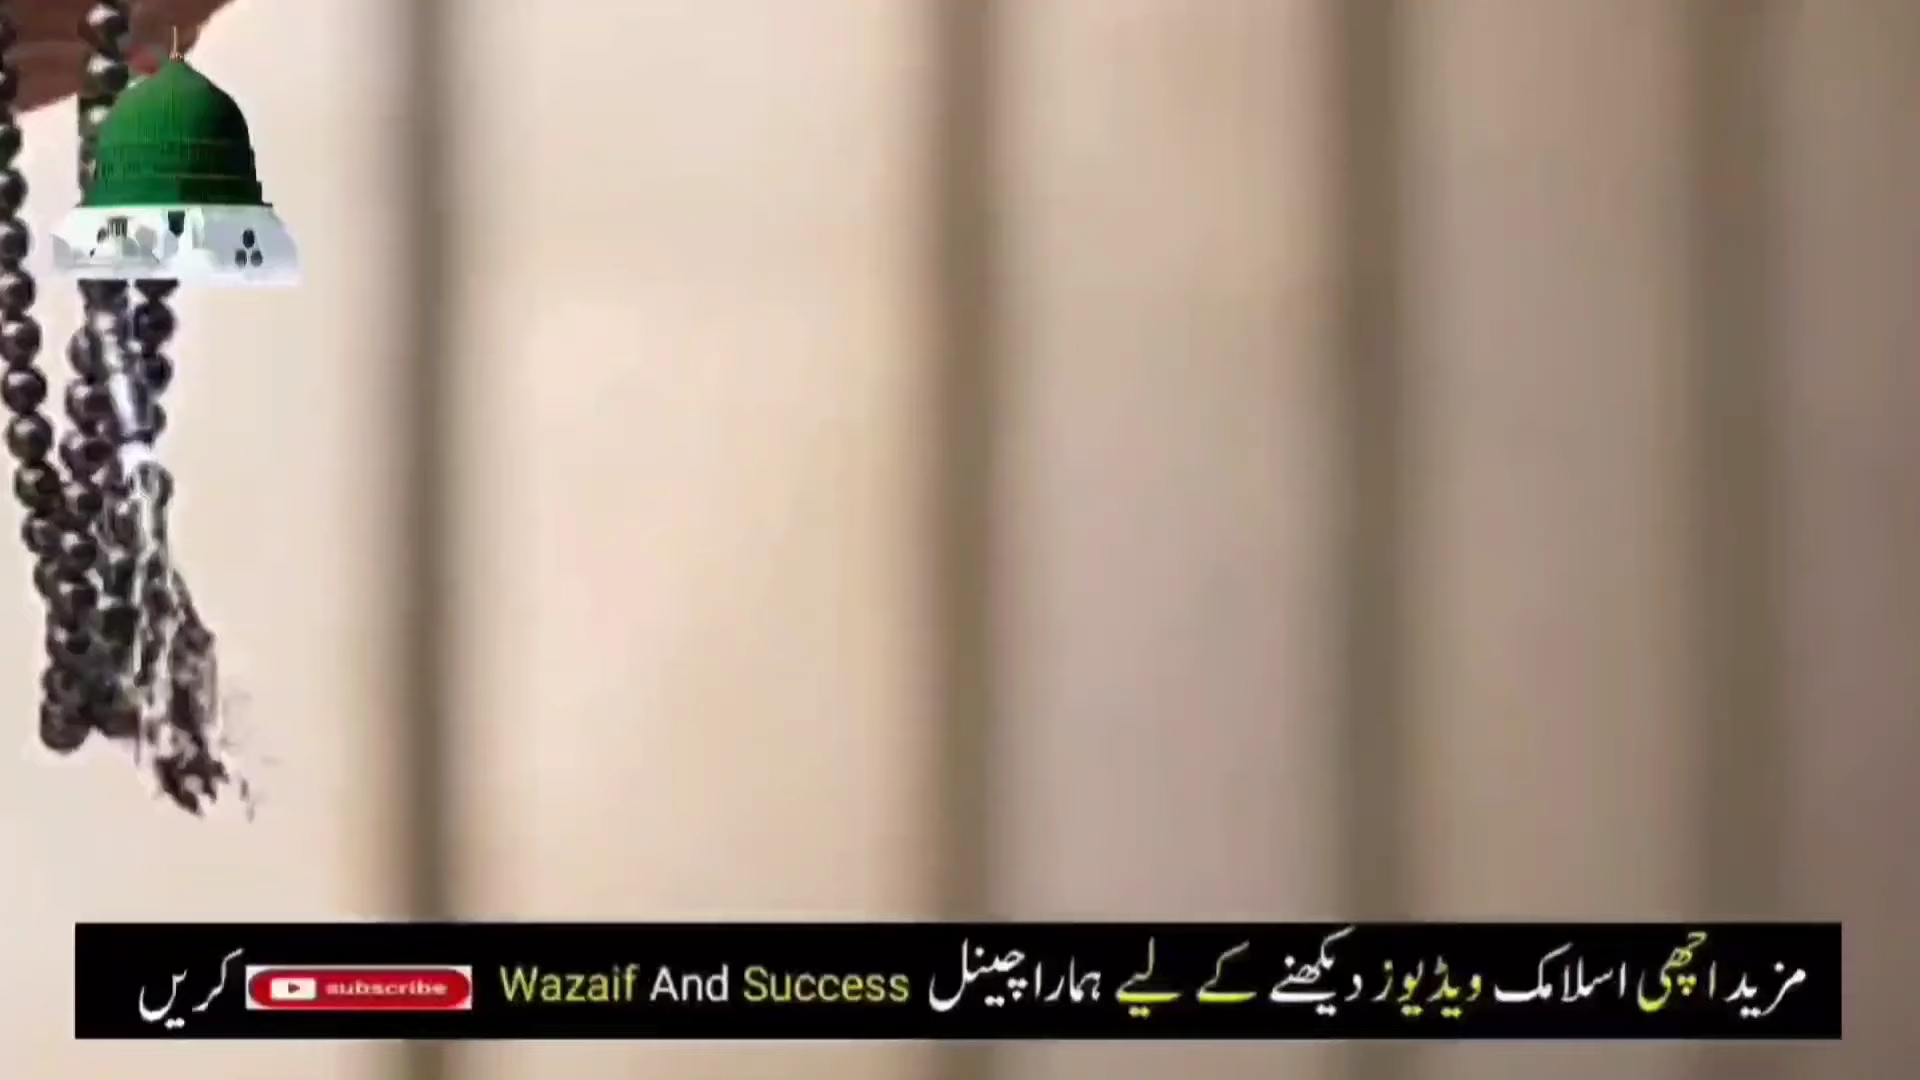 مزید اچھی اسلامک ویڈیوز دیکھنے کے لیے ہمارا چینل Wazaif And Success subscribe کریں